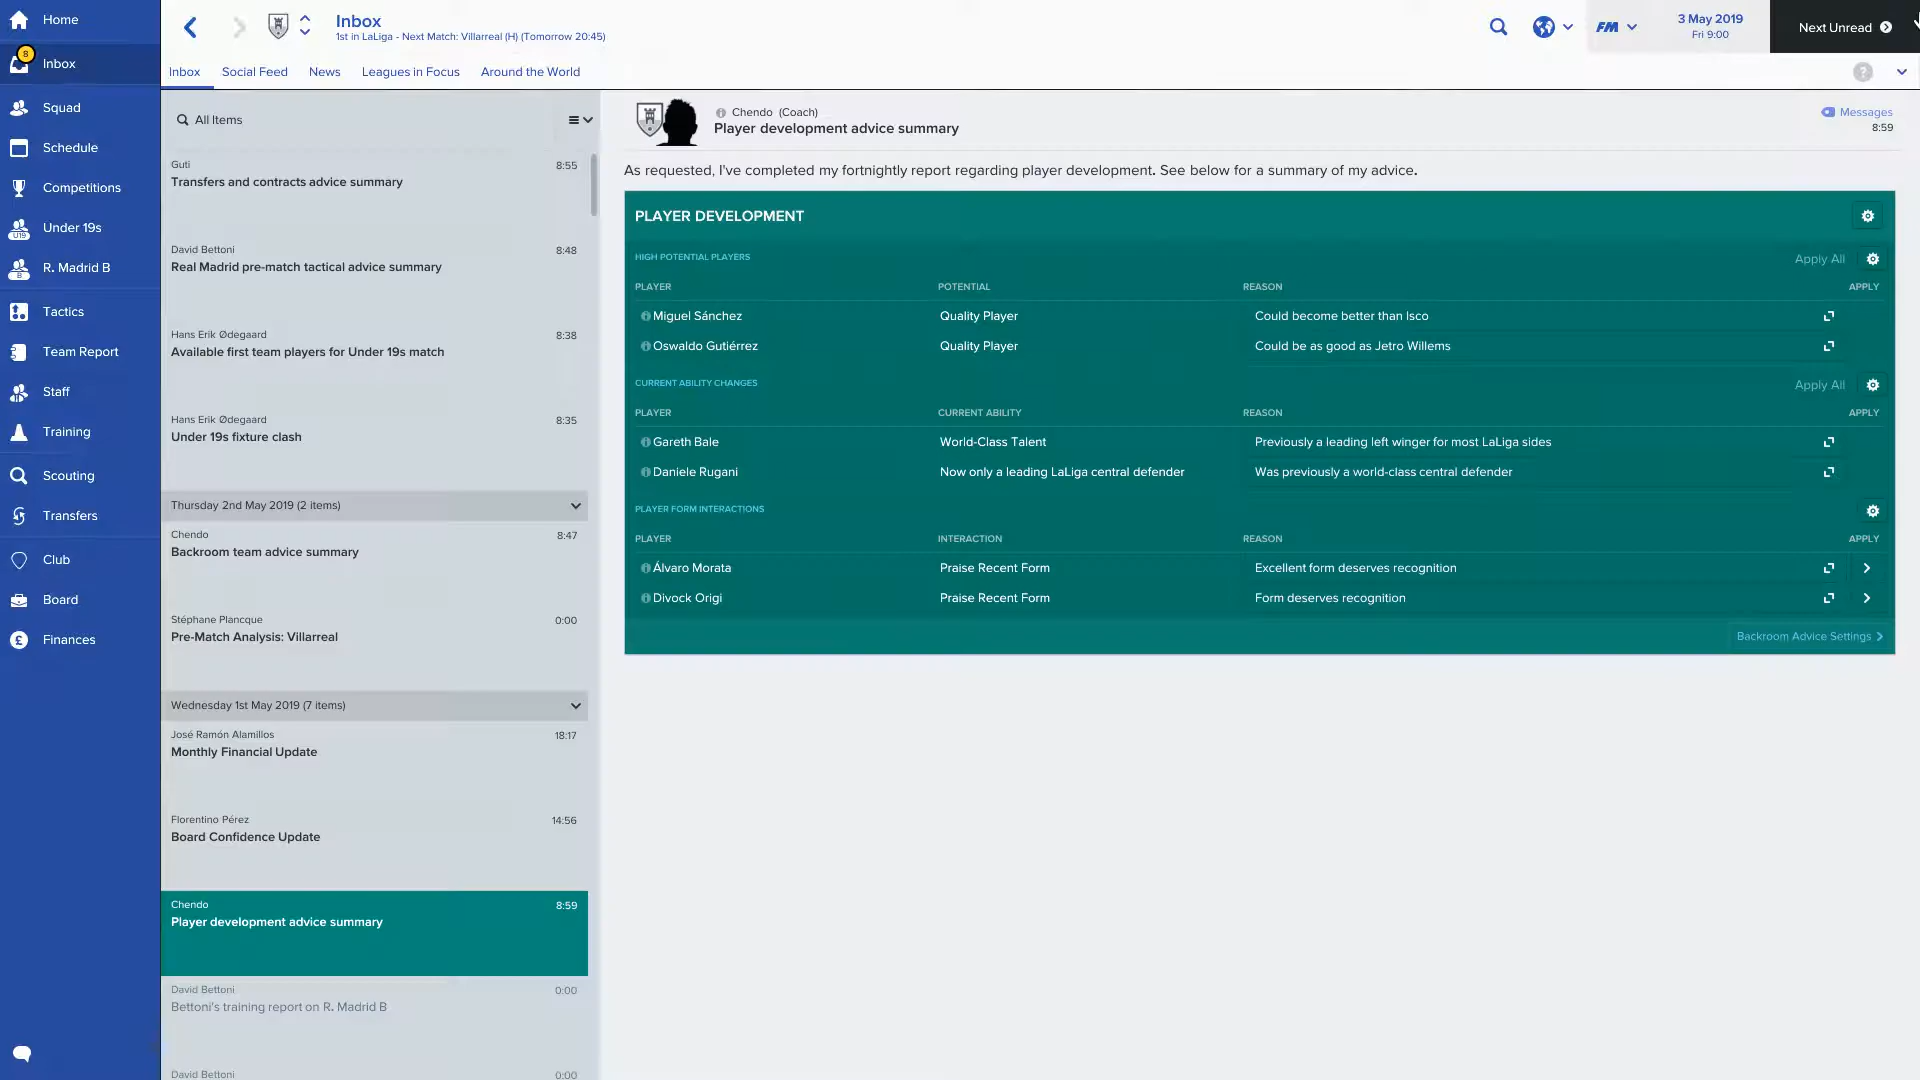 Home
8
Inbox
Squad
Schedule
Competitions
Under 19s
R. Madrid B
Tactics
Team Report
Staff
Training
Scouting
Transfers
Club
Board
Finances
Inbox
1st in LaLiga - Next Match: Villarreal (H) (Tomorrow 20:45)
FM
3 May 2019
Fri 9:00
Next Unread
Inbox Social Feed News Leagues in Focus Around the World
?
All Items
Guti 8:55
Transfers and contracts advice summary
David Bettoni 8:48
Real Madrid pre-match tactical advice summary
Hans Erik Ødegaard 8:38
Available first team players for Under 19s match
Hans Erik Ødegaard 8:35
Under 19s fixture clash
Thursday 2nd May 2019 (2 items)
Chendo 8:47
Backroom team advice summary
Stéphane Plancque 0:00
Pre-Match Analysis: Villarreal
Wednesday 1st May 2019 (7 items)
José Ramón Alamillos 18:17
Monthly Financial Update
Florentino Pérez 14:56
Board Confidence Update
Chendo 8:59
Player development advice summary
David Bettoni 0:00
Bettoni's training report on R. Madrid B
David Bettoni 0:00
Chendo (Coach)
Player development advice summary
Messages
8:59
As requested, I've completed my fortnightly report regarding player development. See below for a summary of my advice.
PLAYER DEVELOPMENT
HIGH POTENTIAL PLAYERS Apply All
PLAYER POTENTIAL REASON APPLY
Miguel Sánchez Quality Player Could become better than Isco
Oswaldo Gutiérrez Quality Player Could be as good as Jetro Willems
CURRENT ABILITY CHANGES Apply All
PLAYER CURRENT ABILITY REASON APPLY
Gareth Bale World-Class Talent Previously a leading left winger for most LaLiga sides
Daniele Rugani Now only a leading LaLiga central defender Was previously a world-class central defender
PLAYER FORM INTERACTIONS
PLAYER INTERACTION REASON APPLY
Álvaro Morata Praise Recent Form Excellent form deserves recognition
Divock Origi Praise Recent Form Form deserves recognition
Backroom Advice Settings